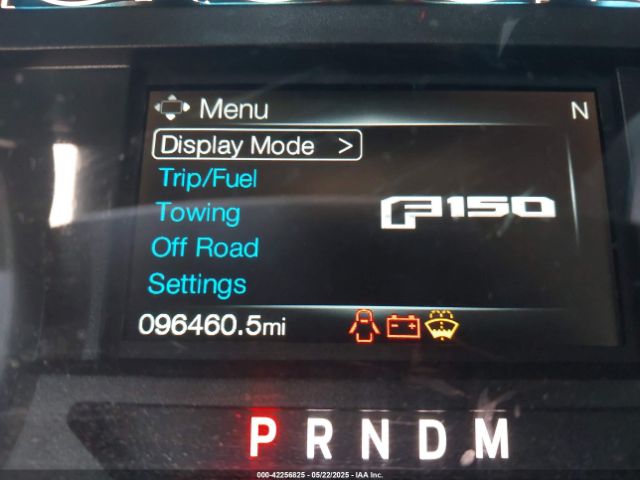 Menu N
Display Mode >
Trip/Fuel
Towing
F150
Off Road
Settings
096460.5mi
P R N D M
000-42256825 - 05/22/2025 - IAA Inc.